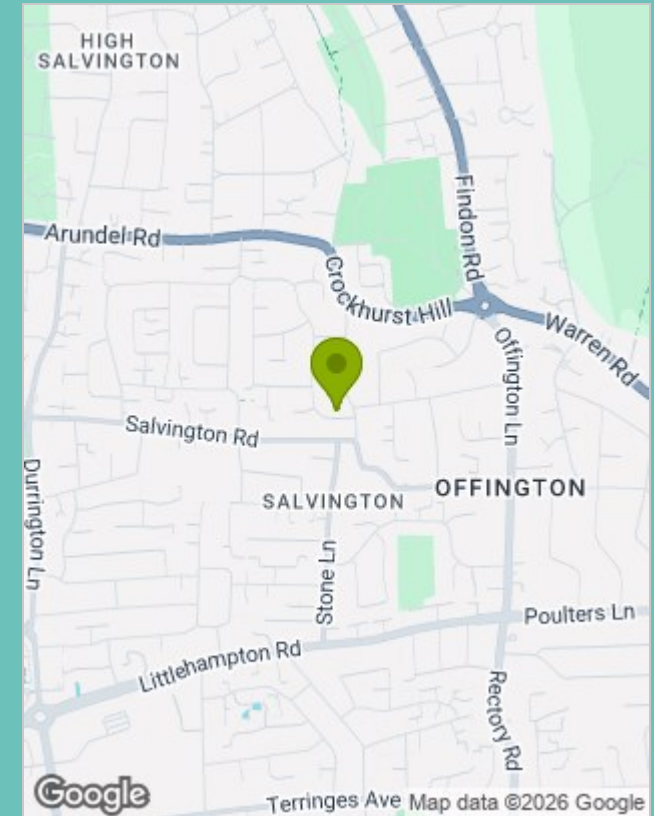 HIGH
SALVINGTON
Arundel Rd
Findon Rd
Crockhurst Hill
Warren Rd
Offington Ln
Salvington Rd
Durrington Ln
SALVINGTON
OFFINGTON
Stone Ln
Poulters Ln
Littlehampton Rd
Rectory Rd
Terringes Ave
Google
Map data ©2026 Google